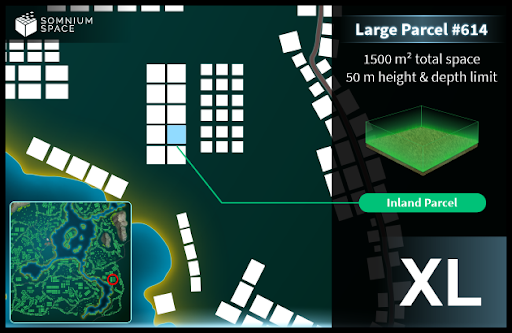 SOMNIUM
SPACE
Large Parcel #614
1500 m² total space
50 m height & depth limit
Inland Parcel
XL